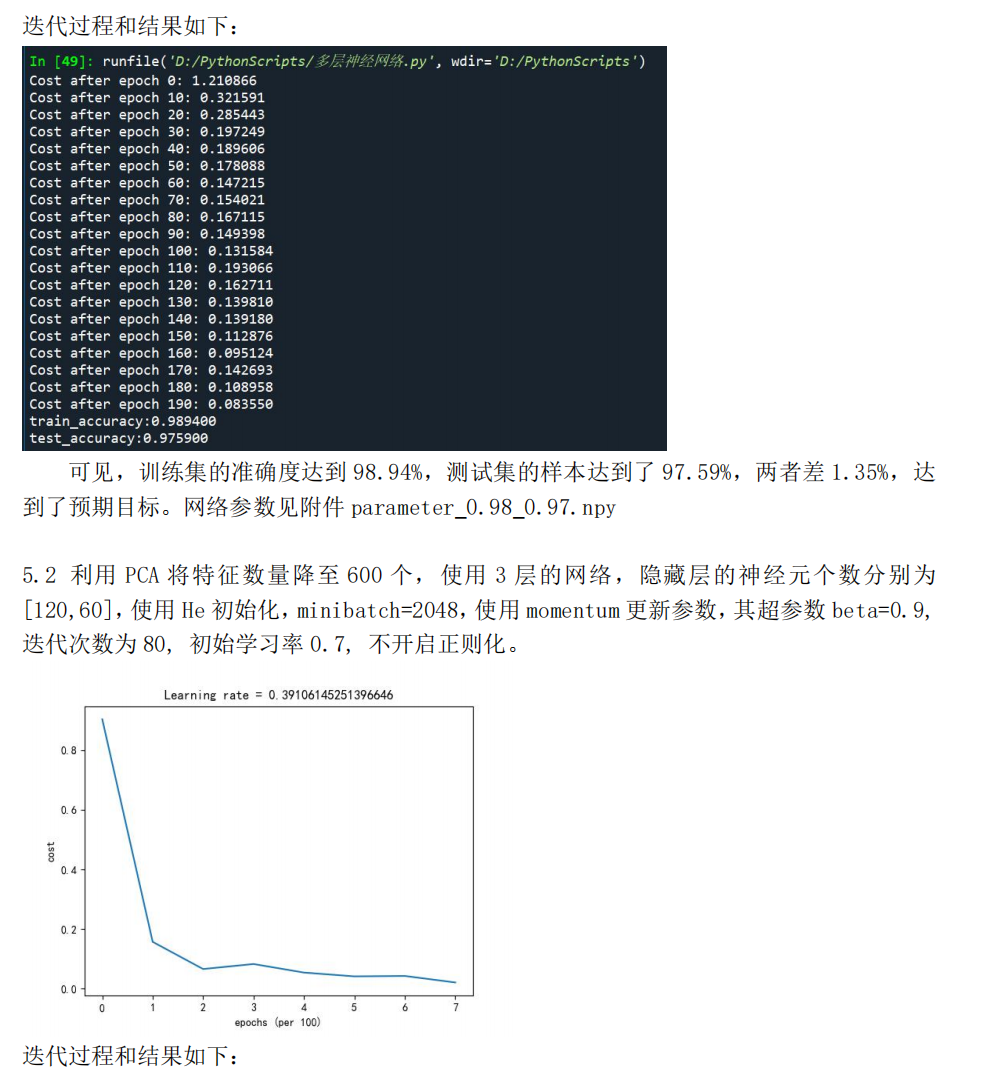 迭代过程和结果如下：
In [49]: runfile('D:/PythonScripts/多层神经网络.py', wdir='D:/PythonScripts')
Cost after epoch 0: 1.210866
Cost after epoch 10: 0.321591
Cost after epoch 20: 0.285443
Cost after epoch 30: 0.197249
Cost after epoch 40: 0.189606
Cost after epoch 50: 0.178088
Cost after epoch 60: 0.147215
Cost after epoch 70: 0.154021
Cost after epoch 80: 0.167115
Cost after epoch 90: 0.149398
Cost after epoch 100: 0.131584
Cost after epoch 110: 0.193066
Cost after epoch 120: 0.162711
Cost after epoch 130: 0.139810
Cost after epoch 140: 0.139180
Cost after epoch 150: 0.112876
Cost after epoch 160: 0.095124
Cost after epoch 170: 0.142693
Cost after epoch 180: 0.108958
Cost after epoch 190: 0.083550
train_accuracy:0.989400
test_accuracy:0.975900
可见，训练集的准确度达到 98.94%，测试集的样本达到了 97.59%，两者差 1.35%，达
到了预期目标。网络参数见附件 parameter_0.98_0.97.npy
5.2 利用 PCA 将特征数量降至 600 个，使用 3 层的网络，隐藏层的神经元个数分别为
[120,60]，使用 He 初始化，minibatch=2048，使用 momentum 更新参数，其超参数 beta=0.9，
迭代次数为 80, 初始学习率 0.7, 不开启正则化。
Learning rate = 0.39106145251396646
0.8
0.6
cost
0.4
0.2
0.0
0 1 2 3 4 5 6 7
epochs (per 100)
迭代过程和结果如下：